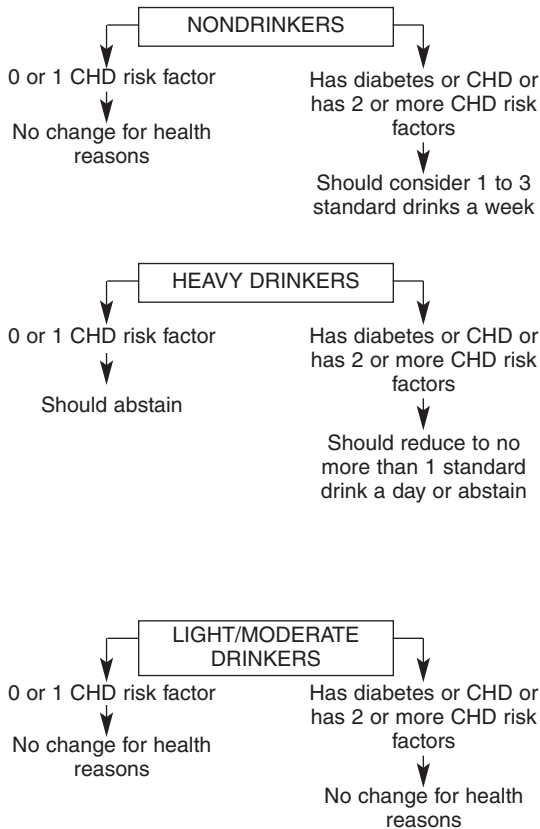 NONDRINKERS
0 or 1 CHD risk factor
No change for health
reasons
Has diabetes or CHD or
has 2 or more CHD risk
factors
Should consider 1 to 3
standard drinks a week
HEAVY DRINKERS
0 or 1 CHD risk factor
Should abstain
Has diabetes or CHD or
has 2 or more CHD risk
factors
Should reduce to no
more than 1 standard
drink a day or abstain
LIGHT/MODERATE
DRINKERS
0 or 1 CHD risk factor
No change for health
reasons
Has diabetes or CHD or
has 2 or more CHD risk
factors
No change for health
reasons